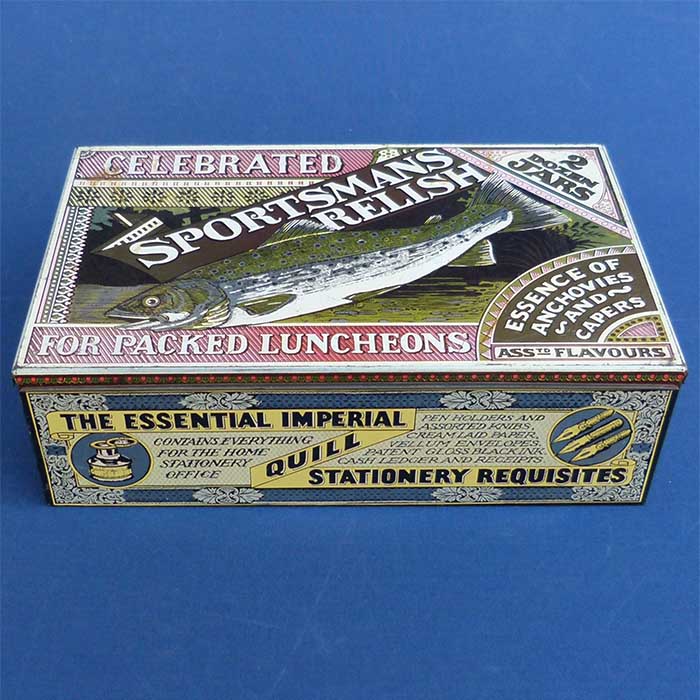 CELEBRATED
SPORTSMANS
RELISH
2
DOZEN
JARS
ESSENCE OF
ANCHOVIES
AND
CAPERS
ASSTD FLAVOURS
FOR PACKED LUNCHEONS
THE ESSENTIAL IMPERIAL
QUILL
STATIONERY REQUISITES
CONTAINS EVERYTHING
FOR THE HOME
STATIONERY
OFFICE
PEN HOLDER AND
ASSORTED KNIBS
CREAM LAID PAPER
VELLUM ENVELOPES
PATENT GLOSS BLACK INK
CASH LEDGER AND RECEIPTS